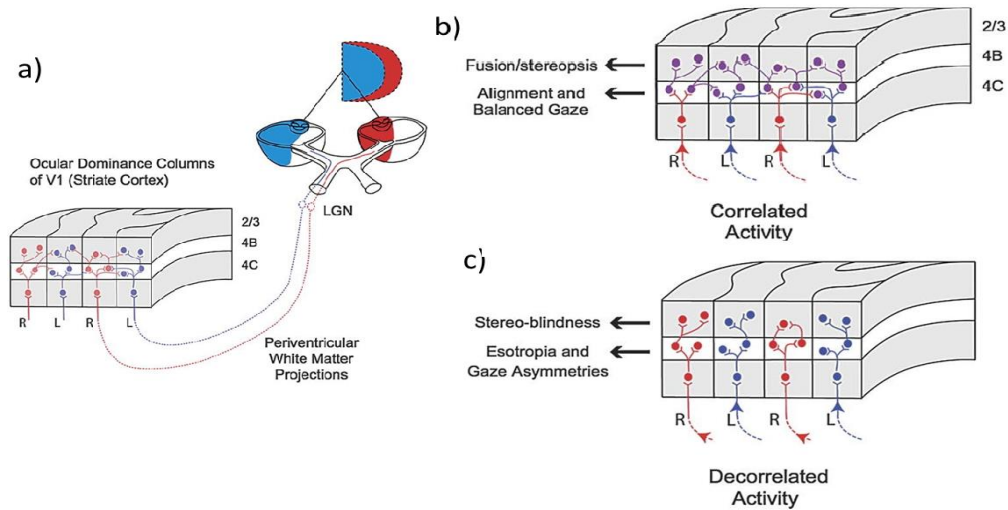 a)
Ocular Dominance Columns
of V1 (Striate Cortex)
LGN
2/3
4B
4C
R L R L
Periventricular
White Matter
Projections
b)
2/3
4B
4C
Fusion/stereopsis
Alignment and
Balanced Gaze
R L R L
Correlated
Activity
c)
Stereo-blindness
Esotropia and
Gaze Asymmetries
R L R L
Decorrelated
Activity